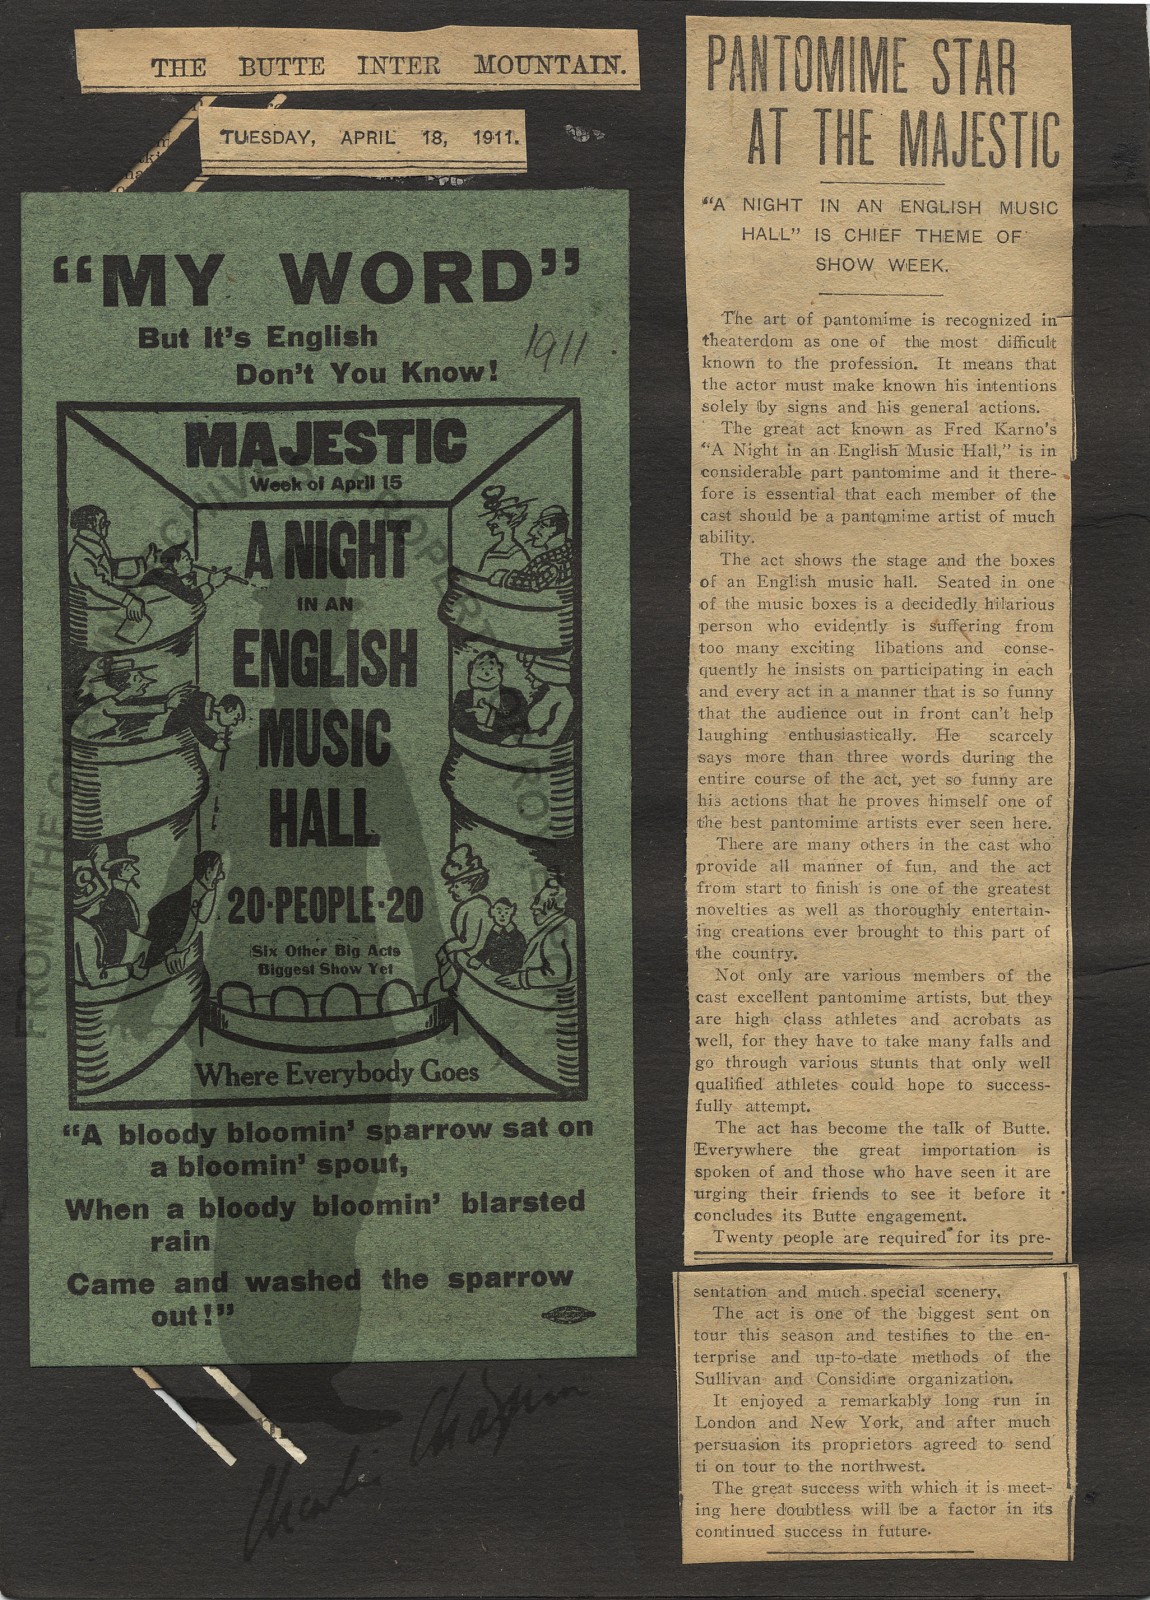 THE BUTTE INTER MOUNTAIN.
TUESDAY, APRIL 18, 1911.
"MY WORD"
But It's English
Don't You Know!
1911
MAJESTIC
Week of April 15
A NIGHT
IN AN
ENGLISH
MUSIC
HALL
20-PEOPLE-20
Six Other Big Acts
Biggest Show Yet
Where Everybody Goes
"A bloody bloomin' sparrow sat on
a bloomin' spout,
When a bloody bloomin' blarsted
rain
Came and washed the sparrow
out!"
PANTOMIME STAR
AT THE MAJESTIC
"A NIGHT IN AN ENGLISH MUSIC
HALL" IS CHIEF THEME OF
SHOW WEEK.
The art of pantomime is recognized in
theaterdom as one of the most difficult
known to the profession. It means that
the actor must make known his intentions
solely by signs and his general actions.
The great act known as Fred Karno's
"A Night in an English Music Hall," is in
considerable part pantomime and it there-
fore is essential that each member of the
cast should be a pantomime artist of much
ability.
The act shows the stage and the boxes
of an English music hall. Seated in one
of the music boxes is a decidedly hilarious
person who evidently is suffering from
too many exciting libations and conse-
quently he insists on participating in each
and every act in a manner that is so funny
that the audience out in front can't help
laughing enthusiastically. He scarcely
says more than three words during the
entire course of the act, yet so funny are
his actions that he proves himself one of
the best pantomime artists ever seen here.
There are many others in the cast who
provide all manner of fun, and the act
from start to finish is one of the greatest
novelties as well as thoroughly entertain-
ing creations ever brought to this part of
the country.
Not only are various members of the
cast excellent pantomime artists, but they
are high class athletes and acrobats as
well, for they have to take many falls and
go through various stunts that only well
qualified athletes could hope to success-
fully attempt.
The act has become the talk of Butte.
Everywhere the great importation is
spoken of and those who have seen it are
urging their friends to see it before it
concludes its Butte engagement.
Twenty people are required for its pre-
sentation and much special scenery.
The act is one of the biggest sent on
tour this season and testifies to the en-
terprise and up-to-date methods of the
Sullivan and Considine organization.
It enjoyed a remarkably long run in
London and New York, and after much
persuasion its proprietors agreed to send
ti on tour to the northwest.
The great success with which it is meet-
ing here doubtless will be a factor in its
continued success in future.
FROM THE
ARCHIVES
PROPERTY
Charlie Chaplin